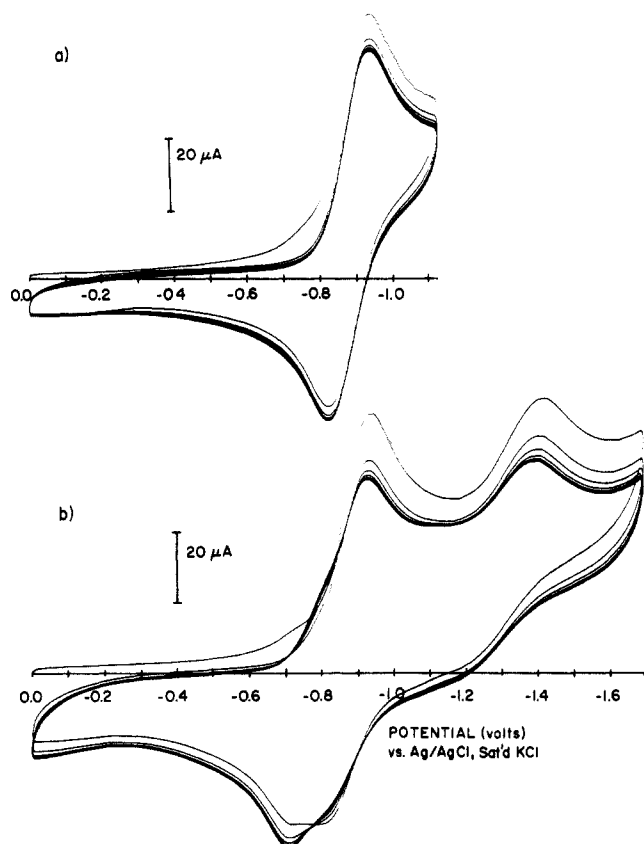 a)
20 μA
0.0 -0.2 -0.4 -0.6 -0.8 -1.0
b)
20 μA
0.0 -0.2 -0.4 -0.6 -0.8 -1.0 -1.2 -1.4 -1.6
POTENTIAL (volts)
vs. Ag/AgCl, Sat'd KCl